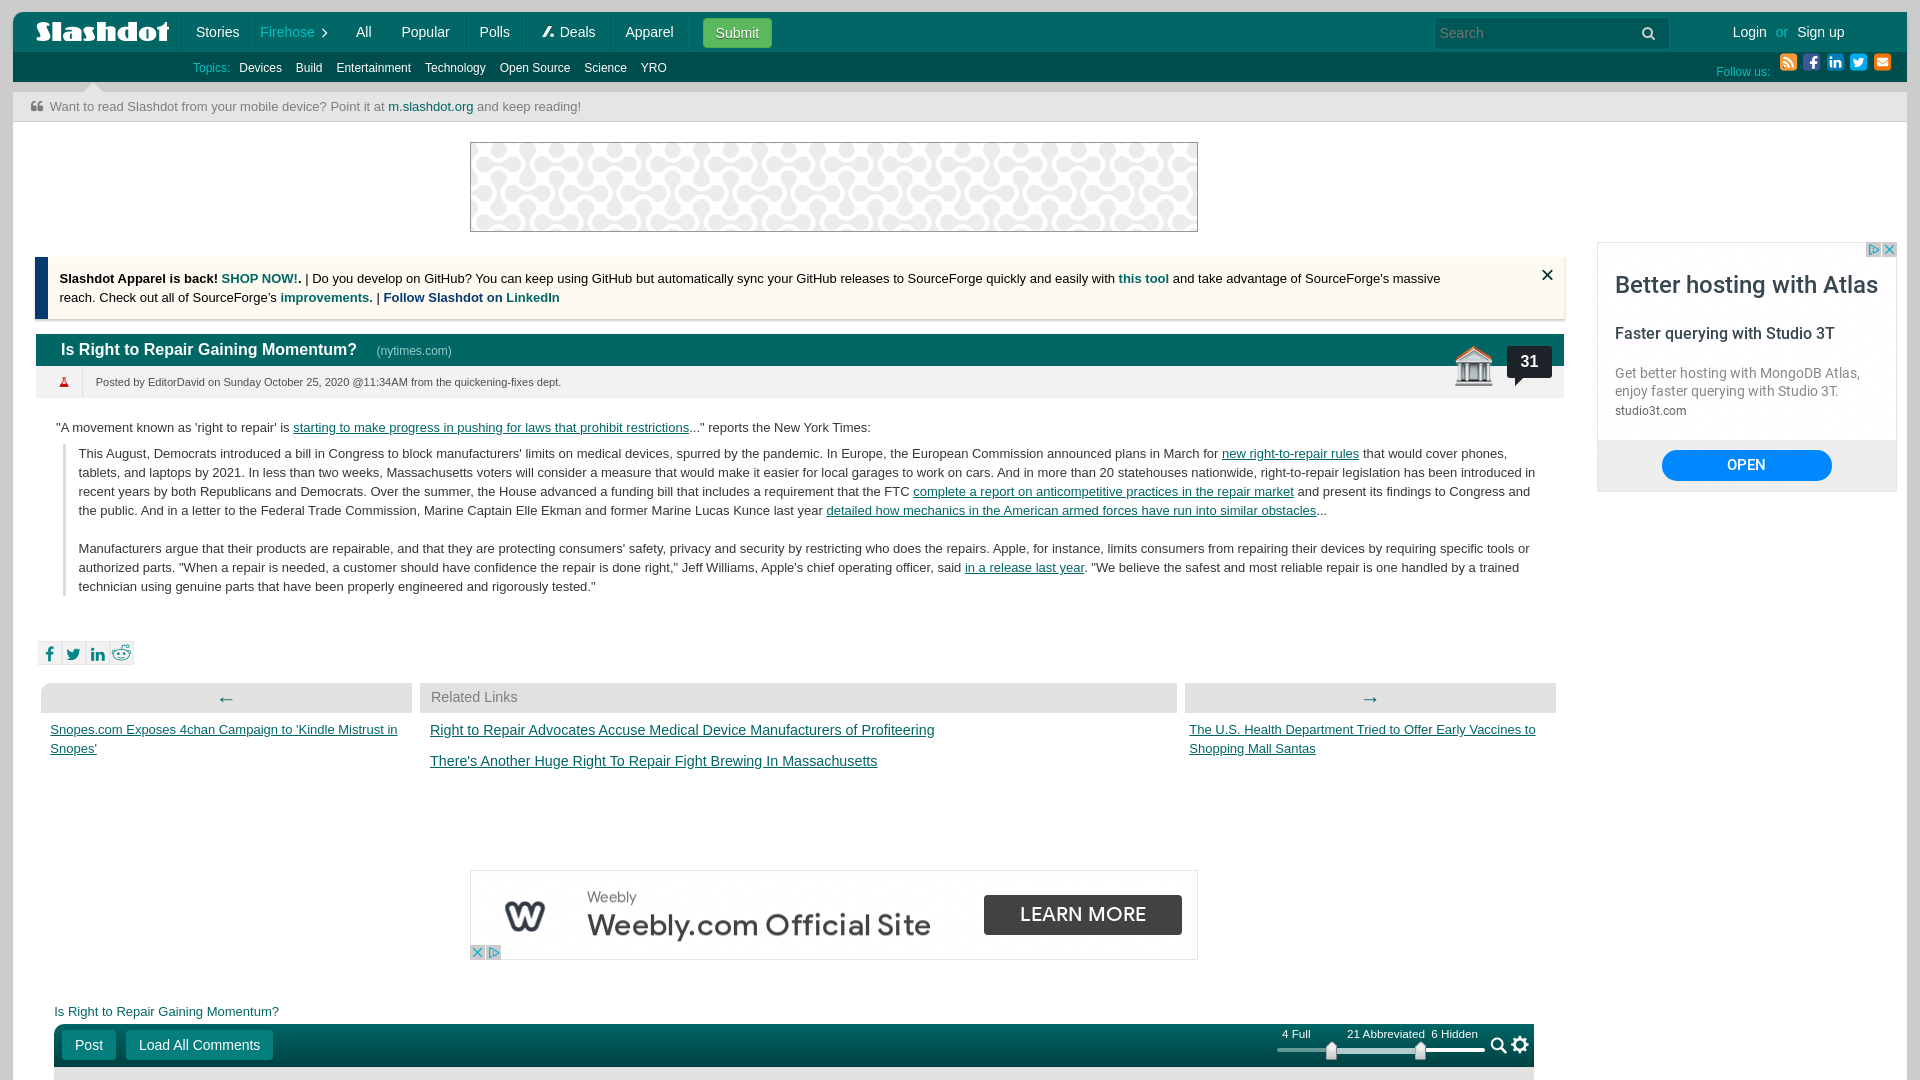 Slashdot
Stories
Firehose
All
Popular
Polls
Deals
Apparel
Submit
Search
Login or Sign up
Topics: Devices Build Entertainment Technology Open Source Science YRO
Follow us:
Want to read Slashdot from your mobile device? Point it at m.slashdot.org and keep reading!
Slashdot Apparel is back! SHOP NOW!. | Do you develop on GitHub? You can keep using GitHub but automatically sync your GitHub releases to SourceForge quickly and easily with this tool and take advantage of SourceForge's massive
reach. Check out all of SourceForge's improvements. | Follow Slashdot on LinkedIn
Is Right to Repair Gaining Momentum? (nytimes.com)
31
Posted by EditorDavid on Sunday October 25, 2020 @11:34AM from the quickening-fixes dept.
"A movement known as 'right to repair' is starting to make progress in pushing for laws that prohibit restrictions..." reports the New York Times:
This August, Democrats introduced a bill in Congress to block manufacturers' limits on medical devices, spurred by the pandemic. In Europe, the European Commission announced plans in March for new right-to-repair rules that would cover phones,
tablets, and laptops by 2021. In less than two weeks, Massachusetts voters will consider a measure that would make it easier for local garages to work on cars. And in more than 20 statehouses nationwide, right-to-repair legislation has been introduced in
recent years by both Republicans and Democrats. Over the summer, the House advanced a funding bill that includes a requirement that the FTC complete a report on anticompetitive practices in the repair market and present its findings to Congress and
the public. And in a letter to the Federal Trade Commission, Marine Captain Elle Ekman and former Marine Lucas Kunce last year detailed how mechanics in the American armed forces have run into similar obstacles...
Manufacturers argue that their products are repairable, and that they are protecting consumers' safety, privacy and security by restricting who does the repairs. Apple, for instance, limits consumers from repairing their devices by requiring specific tools or
authorized parts. "When a repair is needed, a customer should have confidence the repair is done right," Jeff Williams, Apple's chief operating officer, said in a release last year. "We believe the safest and most reliable repair is one handled by a trained
technician using genuine parts that have been properly engineered and rigorously tested."
←
Snopes.com Exposes 4chan Campaign to 'Kindle Mistrust in
Snopes'
Related Links
Right to Repair Advocates Accuse Medical Device Manufacturers of Profiteering
There's Another Huge Right To Repair Fight Brewing In Massachusetts
→
The U.S. Health Department Tried to Offer Early Vaccines to
Shopping Mall Santas
Better hosting with Atlas
Faster querying with Studio 3T
Get better hosting with MongoDB Atlas,
enjoy faster querying with Studio 3T.
studio3t.com
OPEN
Weebly
Weebly.com Official Site
LEARN MORE
Is Right to Repair Gaining Momentum?
Post
Load All Comments
4 Full
21 Abbreviated
6 Hidden